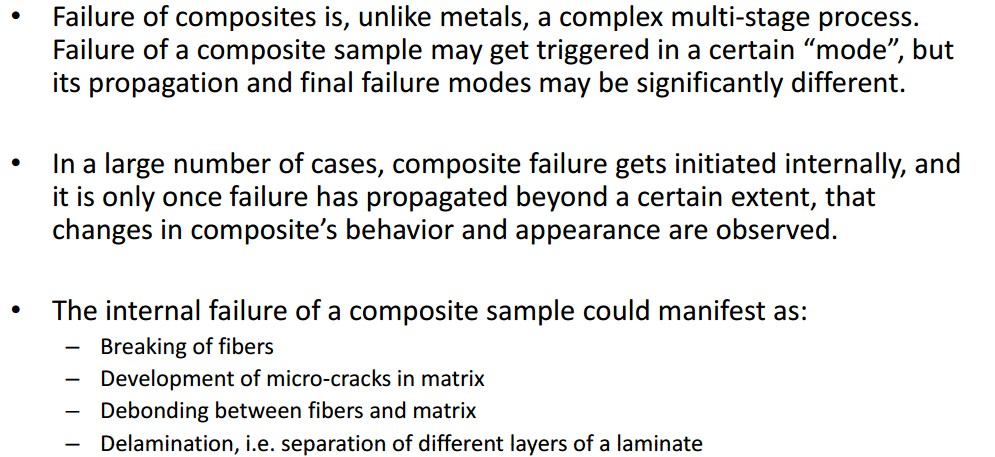 • Failure of composites is, unlike metals, a complex multi-stage process.
Failure of a composite sample may get triggered in a certain “mode”, but
its propagation and final failure modes may be significantly different.
• In a large number of cases, composite failure gets initiated internally, and
it is only once failure has propagated beyond a certain extent, that
changes in composite’s behavior and appearance are observed.
• The internal failure of a composite sample could manifest as:
– Breaking of fibers
– Development of micro-cracks in matrix
– Debonding between fibers and matrix
– Delamination, i.e. separation of different layers of a laminate